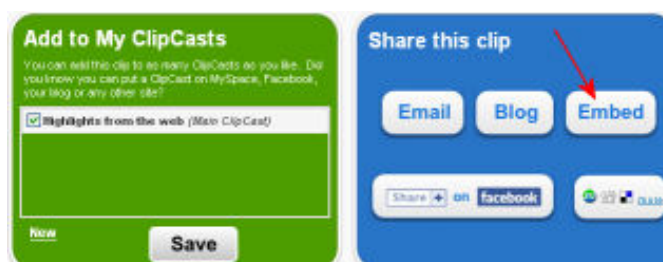 Add to My ClipCasts
You can add this clip to as many ClipCasts as you like. Did
you know you can put a ClipCast on MySpace, Facebook,
your blog or any other site?
Highlights from the web (Main ClipCast)
New
Save
Share this clip
Email Blog Embed
Share + on facebook